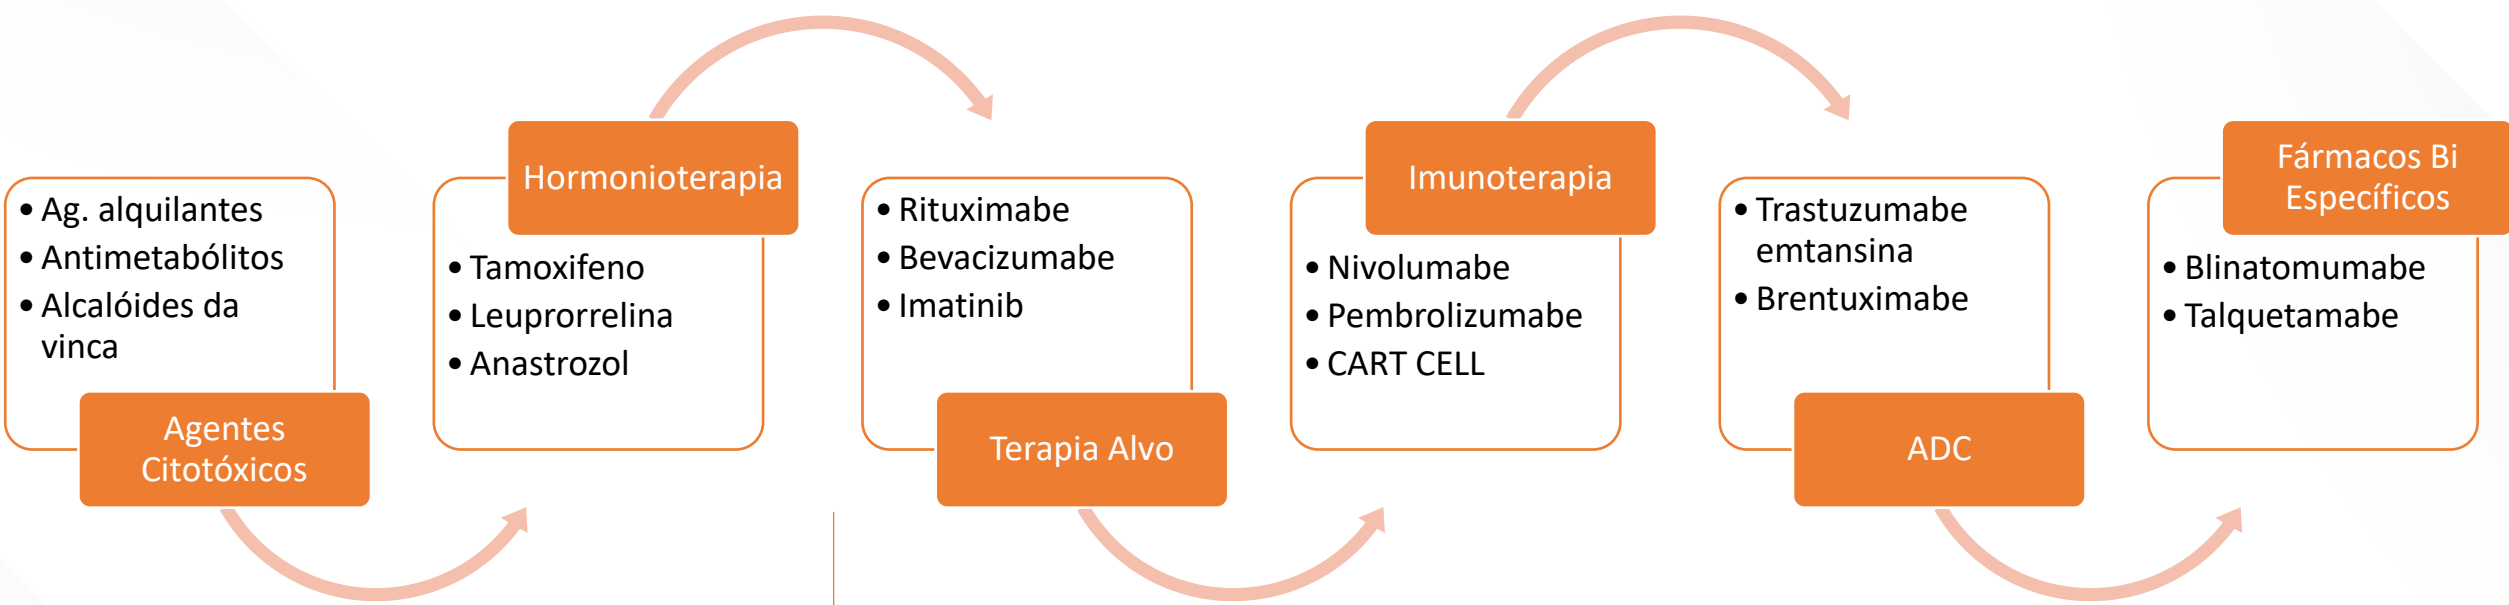 • Ag. alquilantes
• Antimetabólitos
• Alcalóides da
vinca
Agentes
Citotóxicos
Hormonioterapia
• Tamoxifeno
• Leuprorrelina
• Anastrozol
• Rituximabe
• Bevacizumabe
• Imatinib
Terapia Alvo
Imunoterapia
• Nivolumabe
• Pembrolizumabe
• CART CELL
• Trastuzumabe
emtansina
• Brentuximabe
ADC
Fármacos Bi
Específicos
• Blinatomumabe
• Talquetamabe